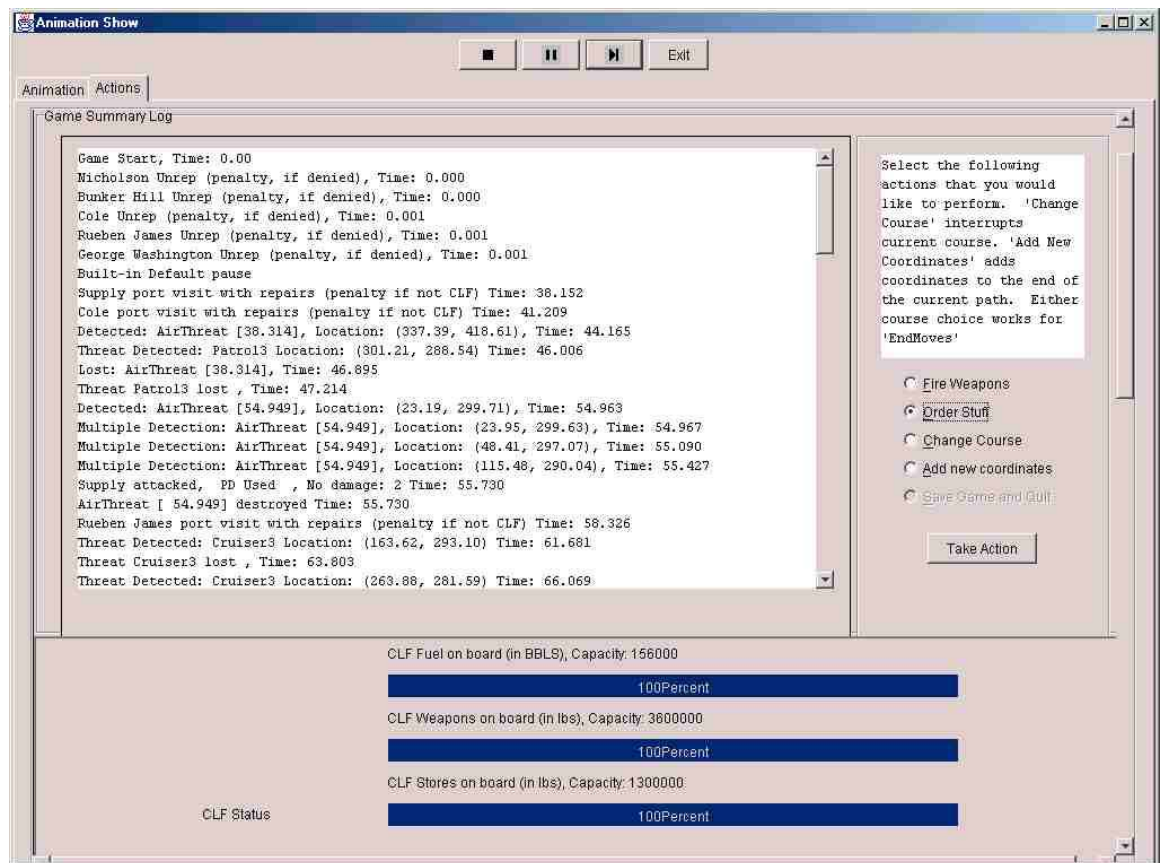 Animation Show
Exit
Animation Actions
Game Summary Log
Game Start, Time: 0.00
Nicholson Unrep (penalty, if denied), Time: 0.000
Bunker Hill Unrep (penalty, if denied), Time: 0.000
Cole Unrep (penalty, if denied), Time: 0.001
Rueben James Unrep (penalty, if denied), Time: 0.001
George Washington Unrep (penalty, if denied), Time: 0.001
Built-in Default pause
Supply port visit with repairs (penalty if not CLF) Time: 38.152
Cole port visit with repairs (penalty if not CLF) Time: 41.209
Detected: AirThreat [38.314], Location: (337.39, 418.61), Time: 44.165
Threat Detected: Patrol3 Location: (301.21, 288.54) Time: 46.006
Lost: AirThreat [38.314], Time: 46.895
Threat Patrol3 lost , Time: 47.214
Detected: AirThreat [54.949], Location: (23.19, 299.71), Time: 54.963
Multiple Detection: AirThreat [54.949], Location: (23.95, 299.63), Time: 54.967
Multiple Detection: AirThreat [54.949], Location: (48.41, 297.07), Time: 55.090
Multiple Detection: AirThreat [54.949], Location: (115.48, 290.04), Time: 55.427
Supply attacked,  PD Used  , No damage: 2 Time: 55.730
AirThreat [ 54.949] destroyed Time: 55.730
Rueben James port visit with repairs (penalty if not CLF) Time: 58.326
Threat Detected: Cruiser3 Location: (163.62, 293.10) Time: 61.681
Threat Cruiser3 lost , Time: 63.803
Threat Detected: Cruiser3 Location: (263.88, 281.59) Time: 66.069
Select the following
actions that you would
like to perform.  'Change
Course' interrupts
current course. 'Add New
Coordinates' adds
coordinates to the end of
the current path.  Either
course choice works for
'EndMoves'
Fire Weapons
Order Stuff
Change Course
Add new coordinates
Save Game and Quit
Take Action
CLF Fuel on board (in BBLS), Capacity: 156000
100Percent
CLF Weapons on board (in lbs), Capacity: 3600000
100Percent
CLF Stores on board (in lbs), Capacity: 1300000
CLF Status
100Percent